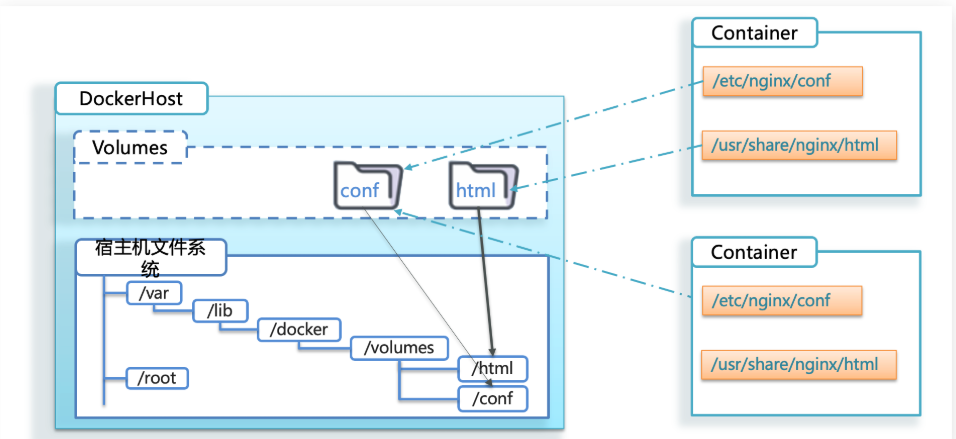 Container
/etc/nginx/conf
/usr/share/nginx/html
DockerHost
Volumes
conf
html
宿主机文件系
统
/var
/lib
/docker
/volumes
/html
/root
/conf
Container
/etc/nginx/conf
/usr/share/nginx/html